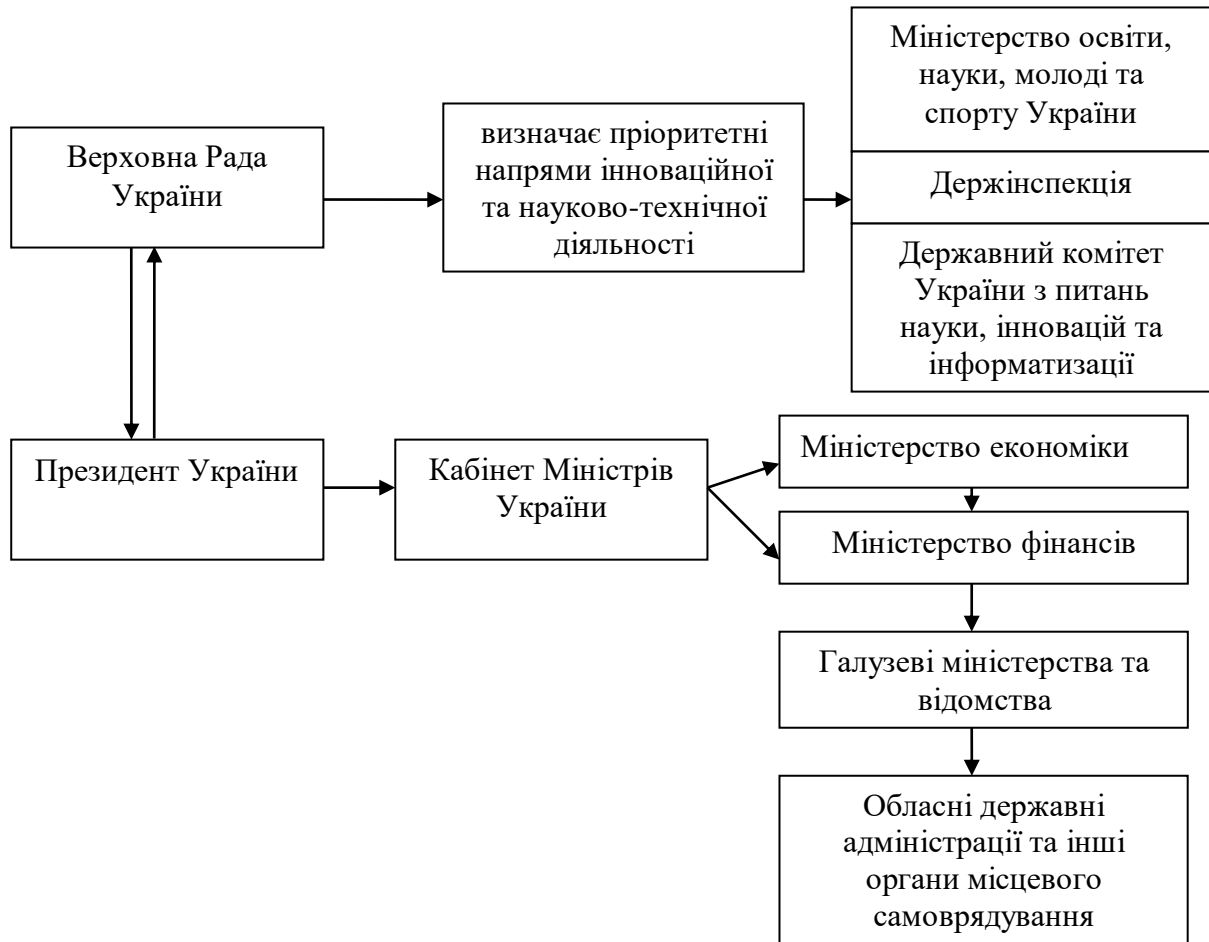 Верховна Рада
України
визначає пріоритетні
напрями інноваційної
та науково-технічної
діяльності
Міністерство освіти,
науки, молоді та
спорту України
Держінспекція
Державний комітет
України з питань
науки, інновацій та
інформатизації
Президент України
Кабінет Міністрів
України
Міністерство економіки
Міністерство фінансів
Галузеві міністерства та
відомства
Обласні державні
адміністрації та інші
органи місцевого
самоврядування